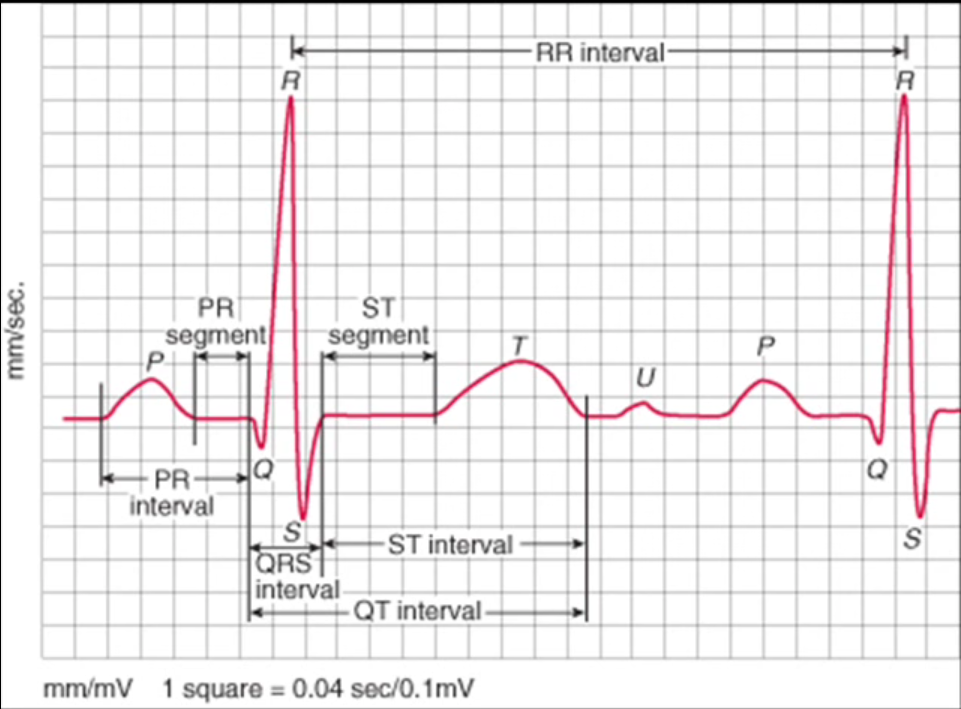 RR interval
R
R
mm/sec.
PR
segment
ST
segment
P
T
U
P
Q
Q
PR
interval
S
S
QRS
interval
ST interval
QT interval
mm/mV 1 square = 0.04 sec/0.1mV